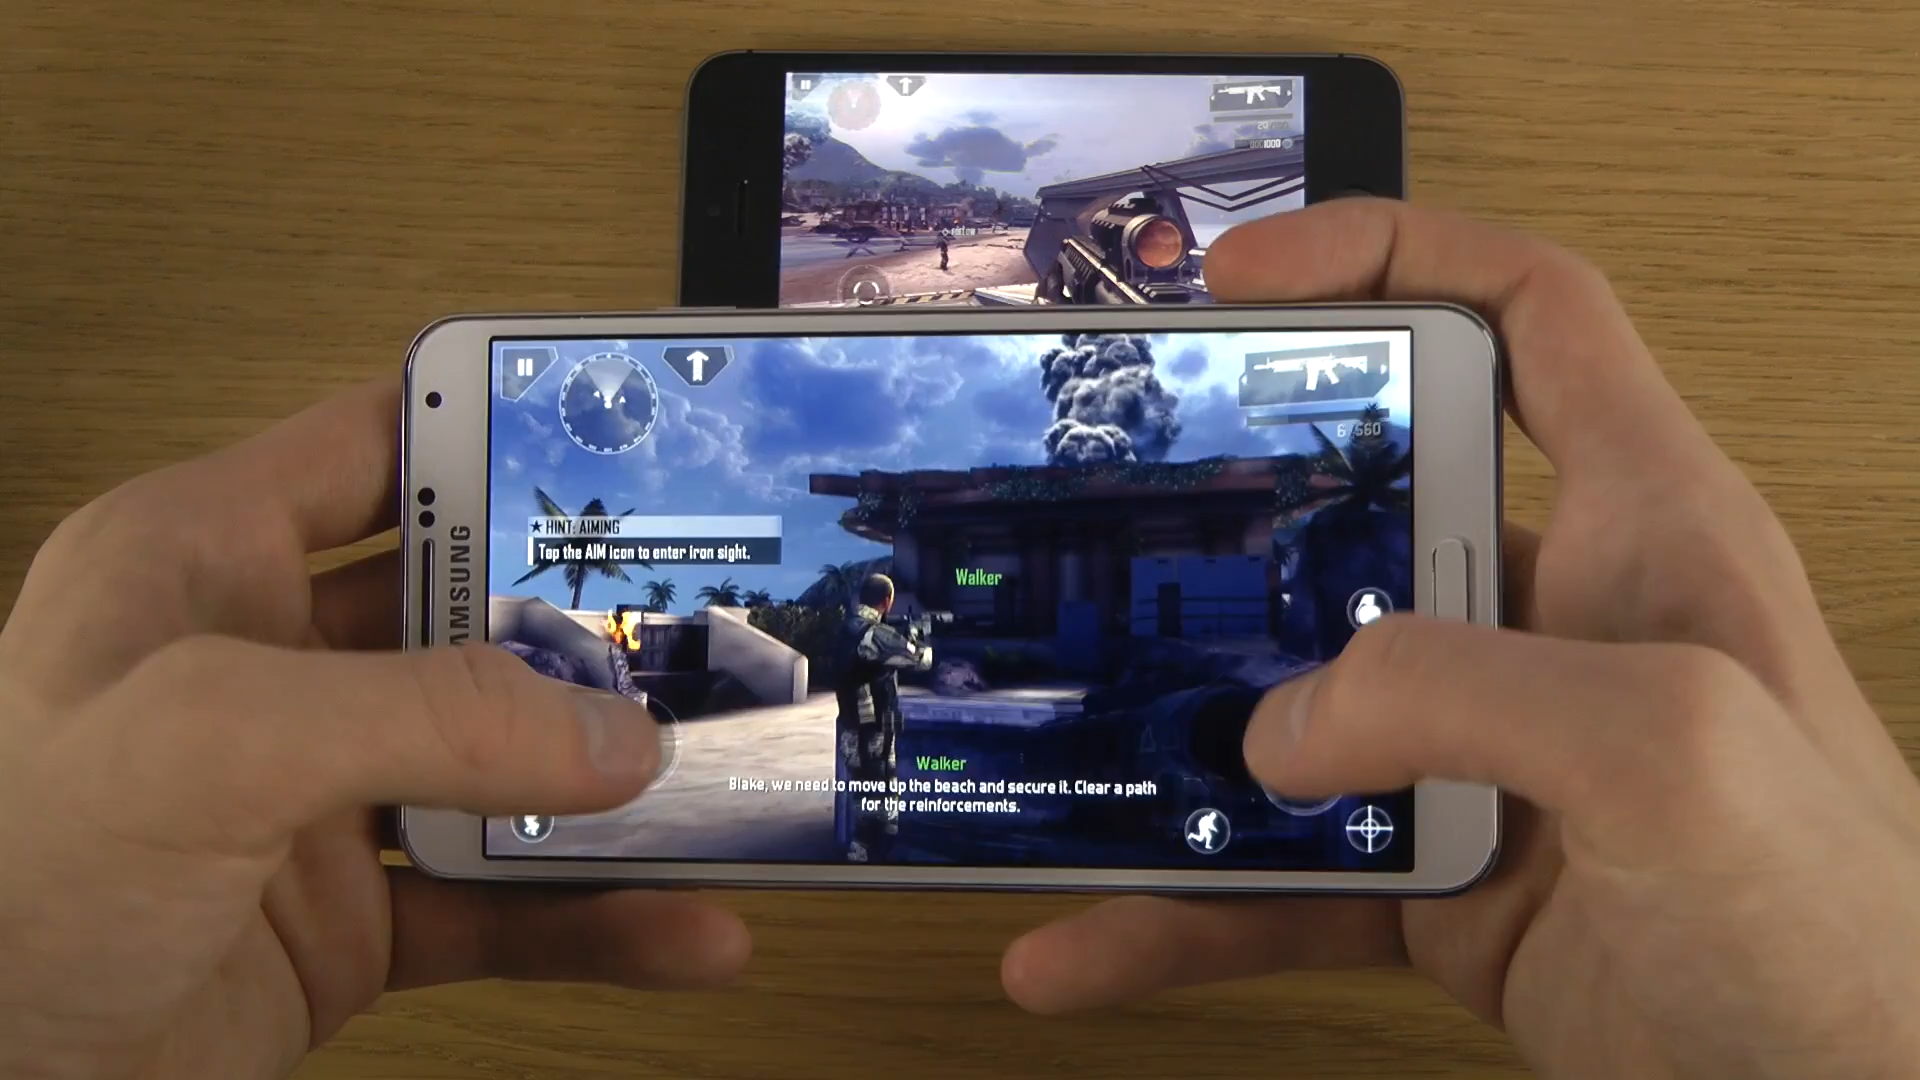 6/560
SAMSUNG
★ HINT: AIMING
Tap the AIM icon to enter iron sight.
Walker
Walker
Blake, we need to move up the beach and secure it. Clear a path
for the reinforcements.